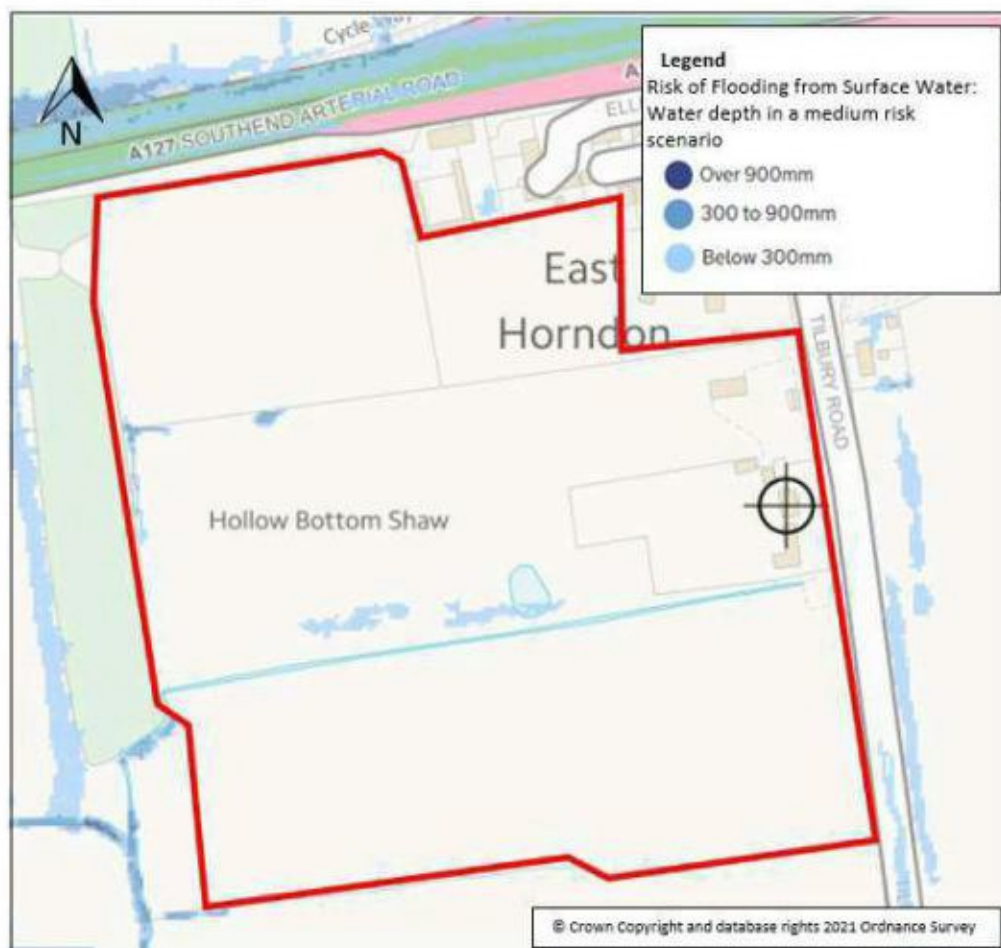 Cycle Way
A127 SOUTHEND ARTERIAL ROAD
N
Legend
Risk of Flooding from Surface Water:
Water depth in a medium risk
scenario
Over 900mm
300 to 900mm
Below 300mm
A
ELL
East
Horndon
TILBURY ROAD
Hollow Bottom Shaw
© Crown Copyright and database rights 2021 Ordnance Survey